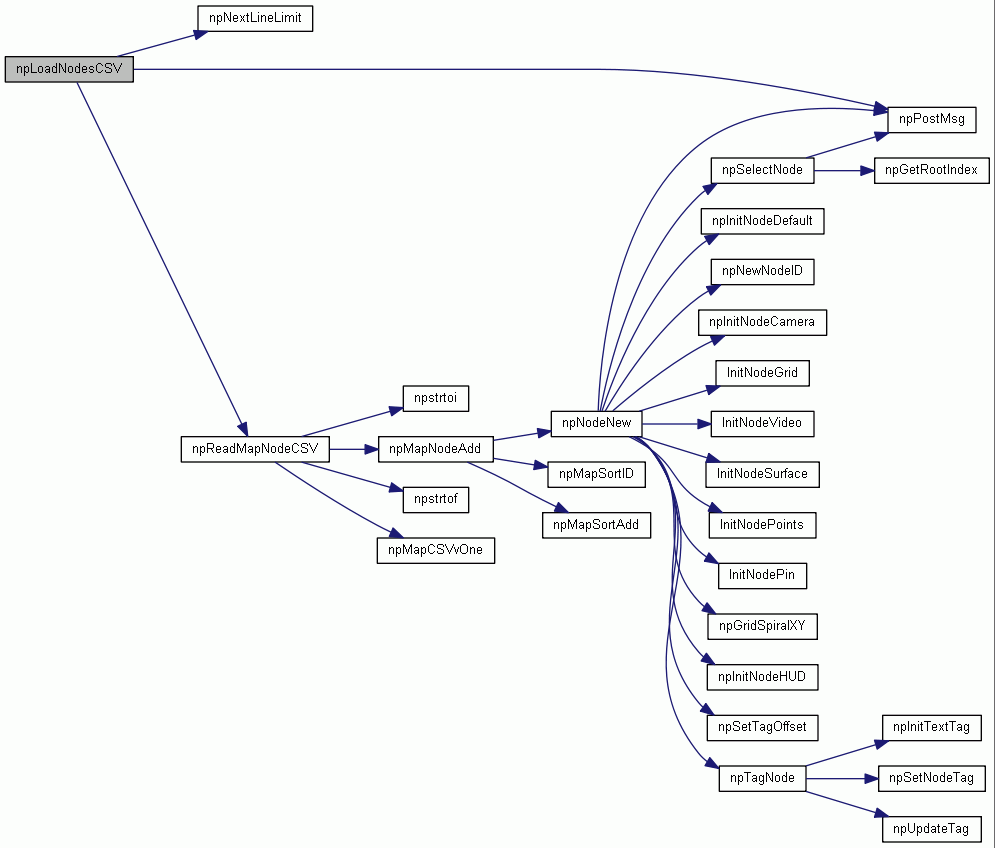 npNextLineLimit
npLoadNodesCSV
npPostMsg
npSelectNode
npGetRootIndex
npInitNodeDefault
npNewNodeID
npInitNodeCamera
InitNodeGrid
npstrtoi
npNodeNew
InitNodeVideo
npReadMapNodeCSV
npMapNodeAdd
npMapSortID
InitNodeSurface
npstrtof
npMapSortAdd
InitNodePoints
npMapCSVvOne
InitNodePin
npGridSpiralXY
npInitNodeHUD
npSetTagOffset
npInitTextTag
npTagNode
npSetNodeTag
npUpdateTag